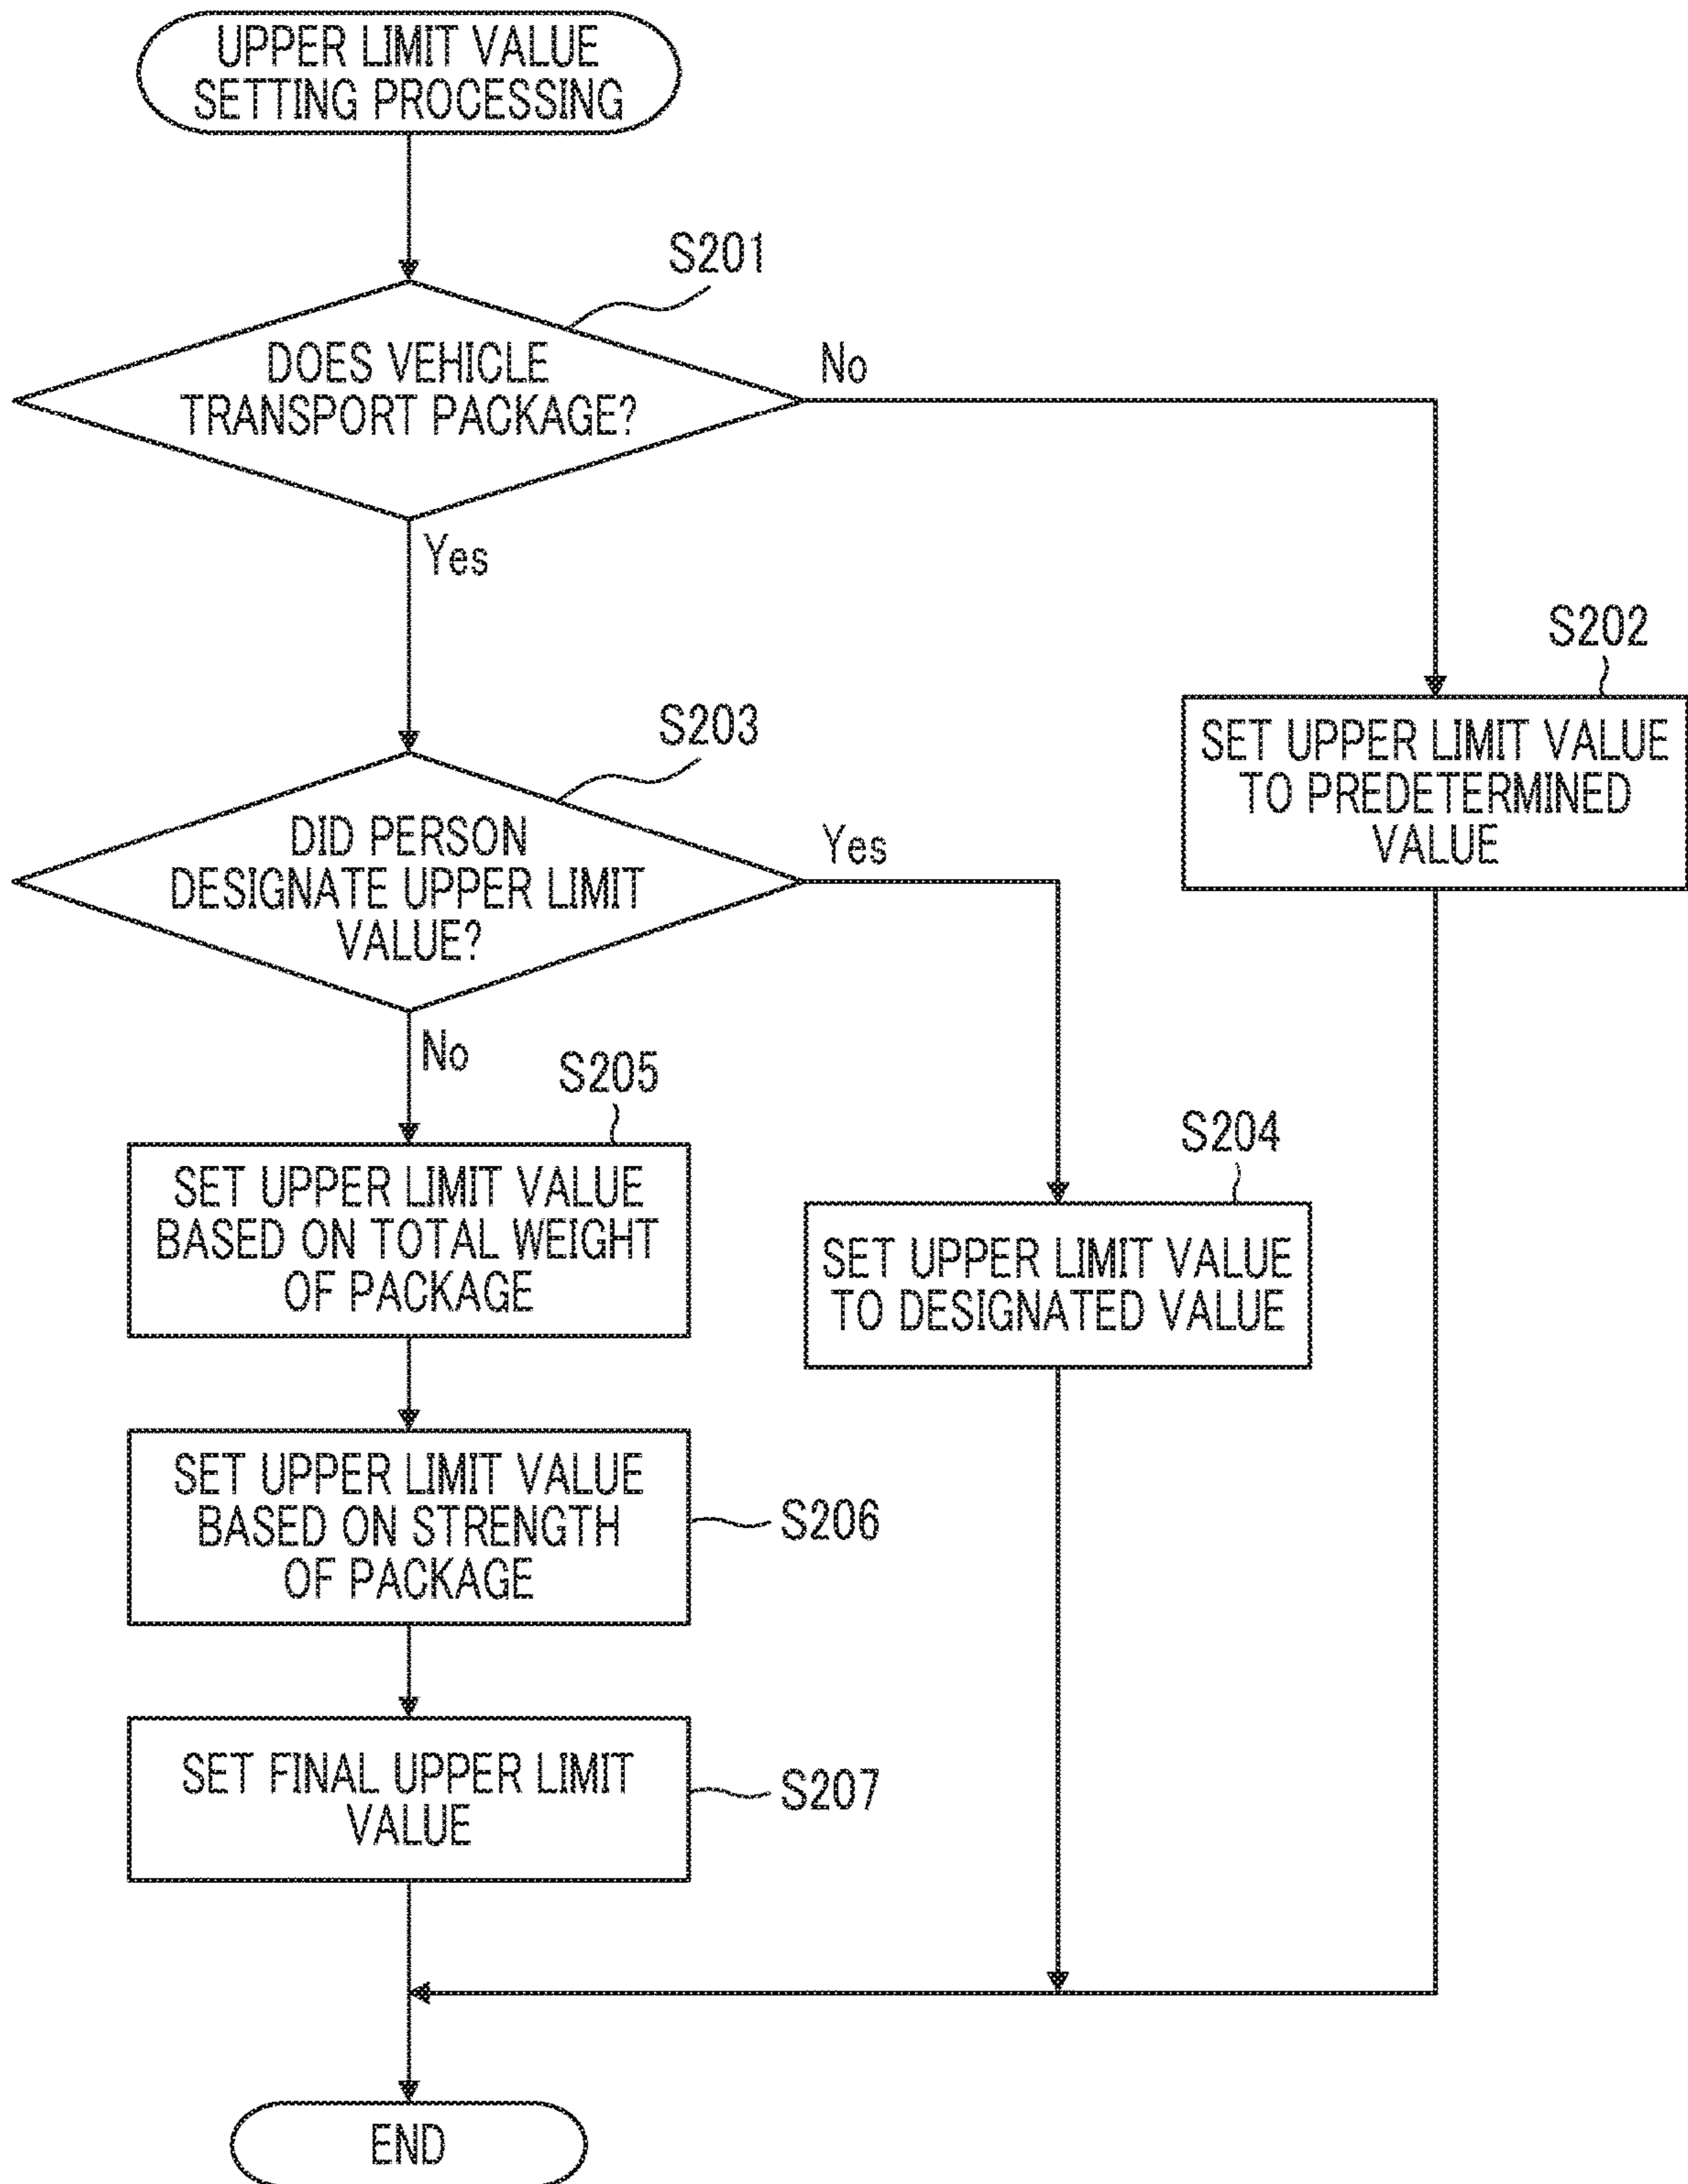 UPPER LIMIT VALUE
SETTING PROCESSING
S201
DOES VEHICLE
TRANSPORT PACKAGE?
No
Yes
S202
SET UPPER LIMIT VALUE
TO PREDETERMINED
VALUE
S203
DID PERSON
DESIGNATE UPPER LIMIT
VALUE?
Yes
No
S205
SET UPPER LIMIT VALUE
BASED ON TOTAL WEIGHT
OF PACKAGE
S204
SET UPPER LIMIT VALUE
TO DESIGNATED VALUE
SET UPPER LIMIT VALUE
BASED ON STRENGTH
OF PACKAGE
S206
SET FINAL UPPER LIMIT
VALUE
S207
END